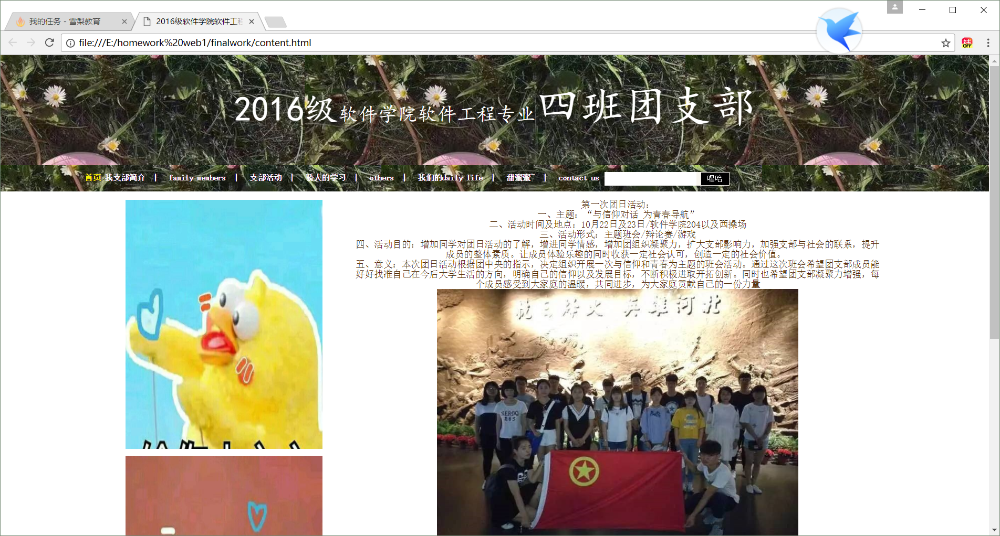 我的任务 - 雪梨教育
2016级软件学院软件工程
file:///E:/homework%20web1/finalwork/content.html
钱
OFF
2016级软件学院软件工程专业四班团支部
首页 我支部简介 | family members | 支部活动 | 骄人的学习 | others | 我们的daily life | 甜蜜蜜~ | contact us 嘿哈
第一次团日活动：
一、主题：“与信仰对话 为青春导航”
二、活动时间及地点：10月22日及23日/软件学院204以及西操场
三、活动形式：主题班会/辩论赛/游戏
四、活动目的：增加同学对团日活动的了解，增进同学情感，增加团组织凝聚力，扩大支部影响力，加强支部与社会的联系，提升
成员的整体素质。让成员体验乐趣的同时收获一定社会认可，创造一定的社会价值。
五、意义：本次团日活动根据团中央的指示，决定组织开展一次与信仰和青春为主题的班会活动。通过这次班会希望团支部成员能
好好找准自己在今后大学生活的方向，明确自己的信仰以及发展目标，不断积极进取开拓创新。同时也希望团支部凝聚力增强，每
个成员感受到大家庭的温暖，共同进步，为大家庭贡献自己的一份力量
抗日烽火 英雄河北